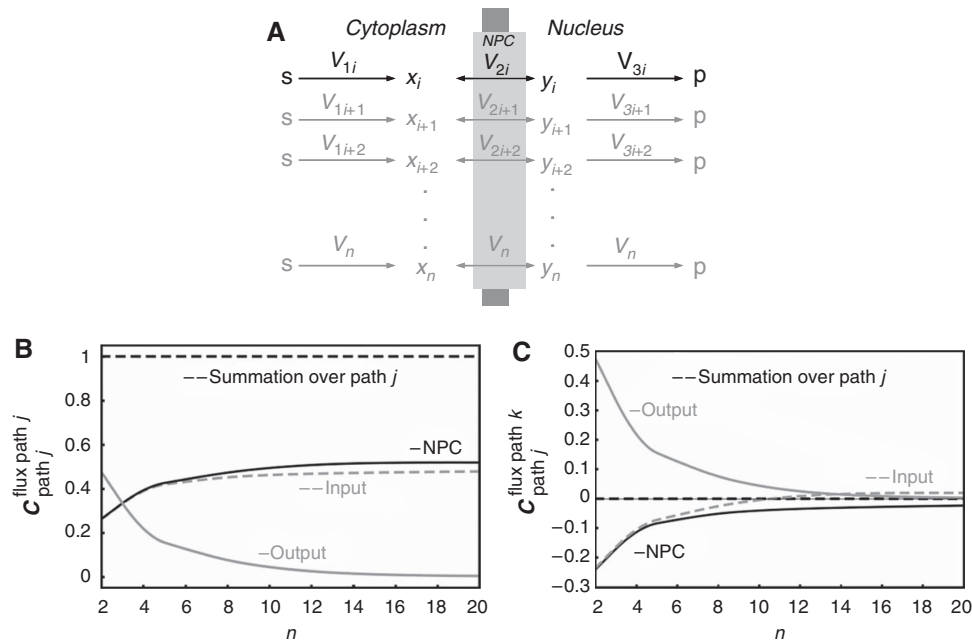 A
Cytoplasm NPC Nucleus
s V1i xi V2i yi V3i p
s V1i+1 xi+1 V2i+1 yi+1 V3i+1 p
s V1i+2 xi+2 V2i+2 yi+2 V3i+2 p
s Vn xn Vn yn Vn p
B
C flux path j path j
1
0.8
0.6
0.4
0.2
0
--Summation over path j
–NPC
--Input
–Output
2 4 6 8 10 12 14 16 18 20
n
C
C flux path k path j
0.5
0.4
0.3
0.2
0.1
0
−0.1
−0.2
−0.3
--Summation over path j
–Output
--Input
–NPC
2 4 6 8 10 12 14 16 18 20
n